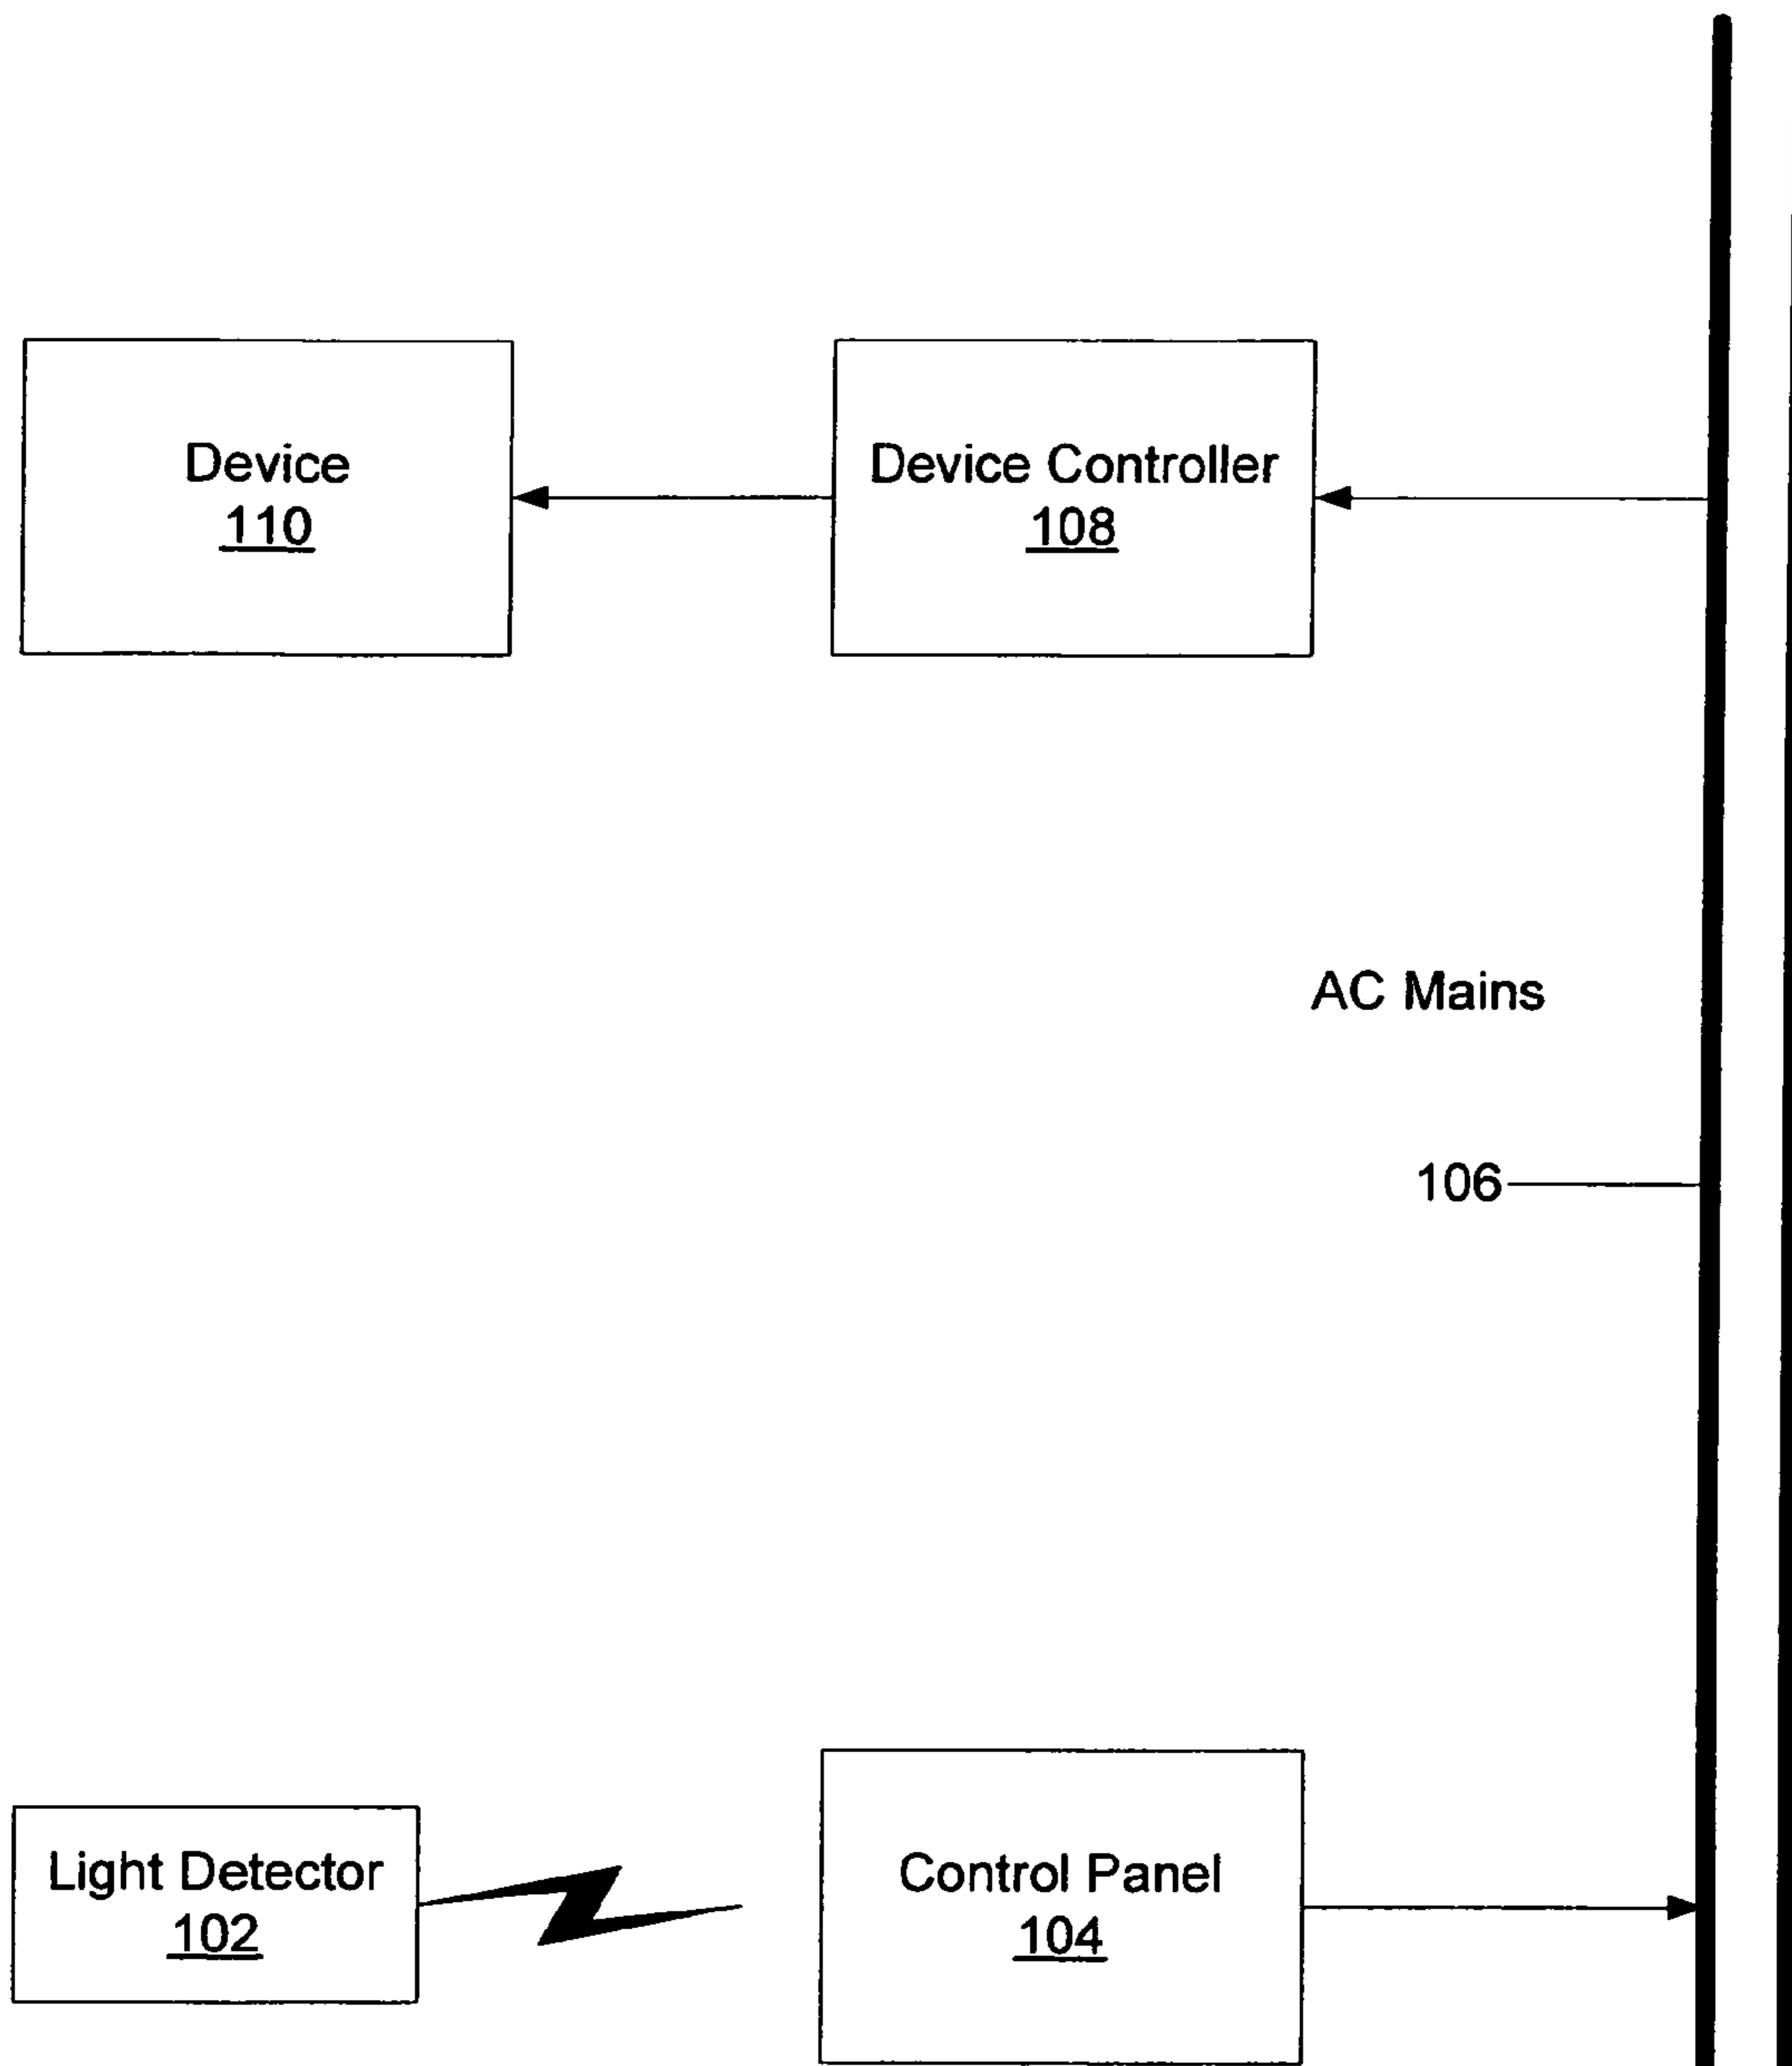 Device
110
Device Controller
108
AC Mains
106
Light Detector
102
Control Panel
104